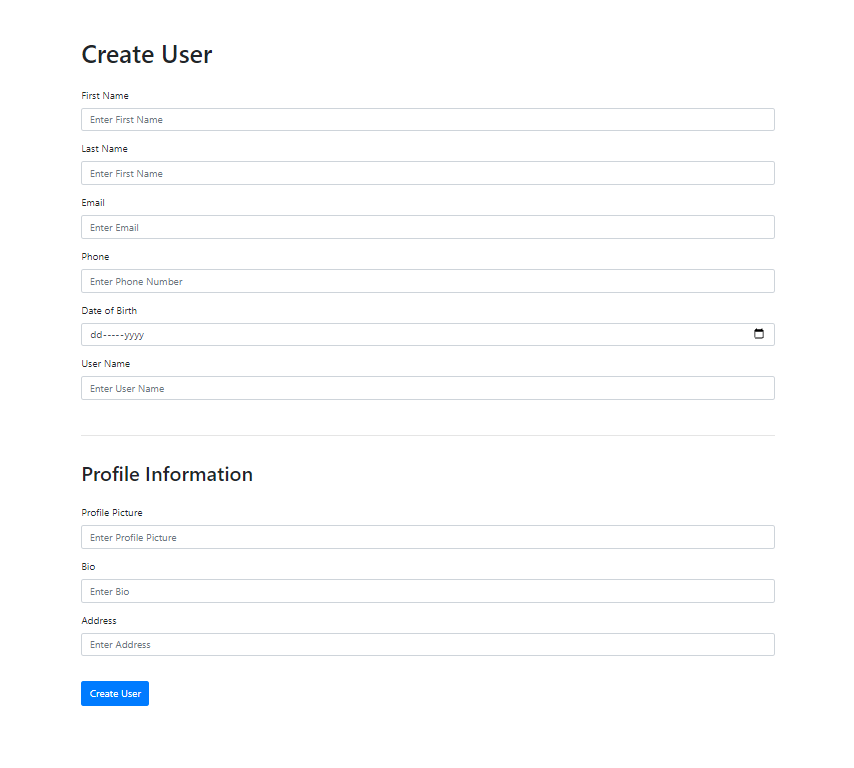 Create User
First Name
Enter First Name
Last Name
Enter First Name
Email
Enter Email
Phone
Enter Phone Number
Date of Birth
dd-----yyyy
User Name
Enter User Name
Profile Information
Profile Picture
Enter Profile Picture
Bio
Enter Bio
Address
Enter Address
Create User